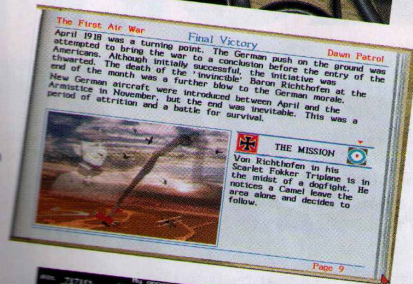 The First Air War
Final Victory
Dawn Patrol
April 1918 was a turning point. The German push on the ground was
attempted to bring the war to a conclusion before the entry of the
Americans. Although initially successful, the initiative was
thwarted. The death of the 'invincible' Baron Richthofen at the
end of the month was a further blow to the German morale.
New German aircraft were introduced between April and the
Armistice in November, but the end was inevitable. This was a
period of attrition and a battle for survival.
THE MISSION
Von Richthofen in his
Scarlet Fokker Triplane is in
the midst of a dogfight. He
notices a Camel leave the
area alone and decides to
follow.
Page 9